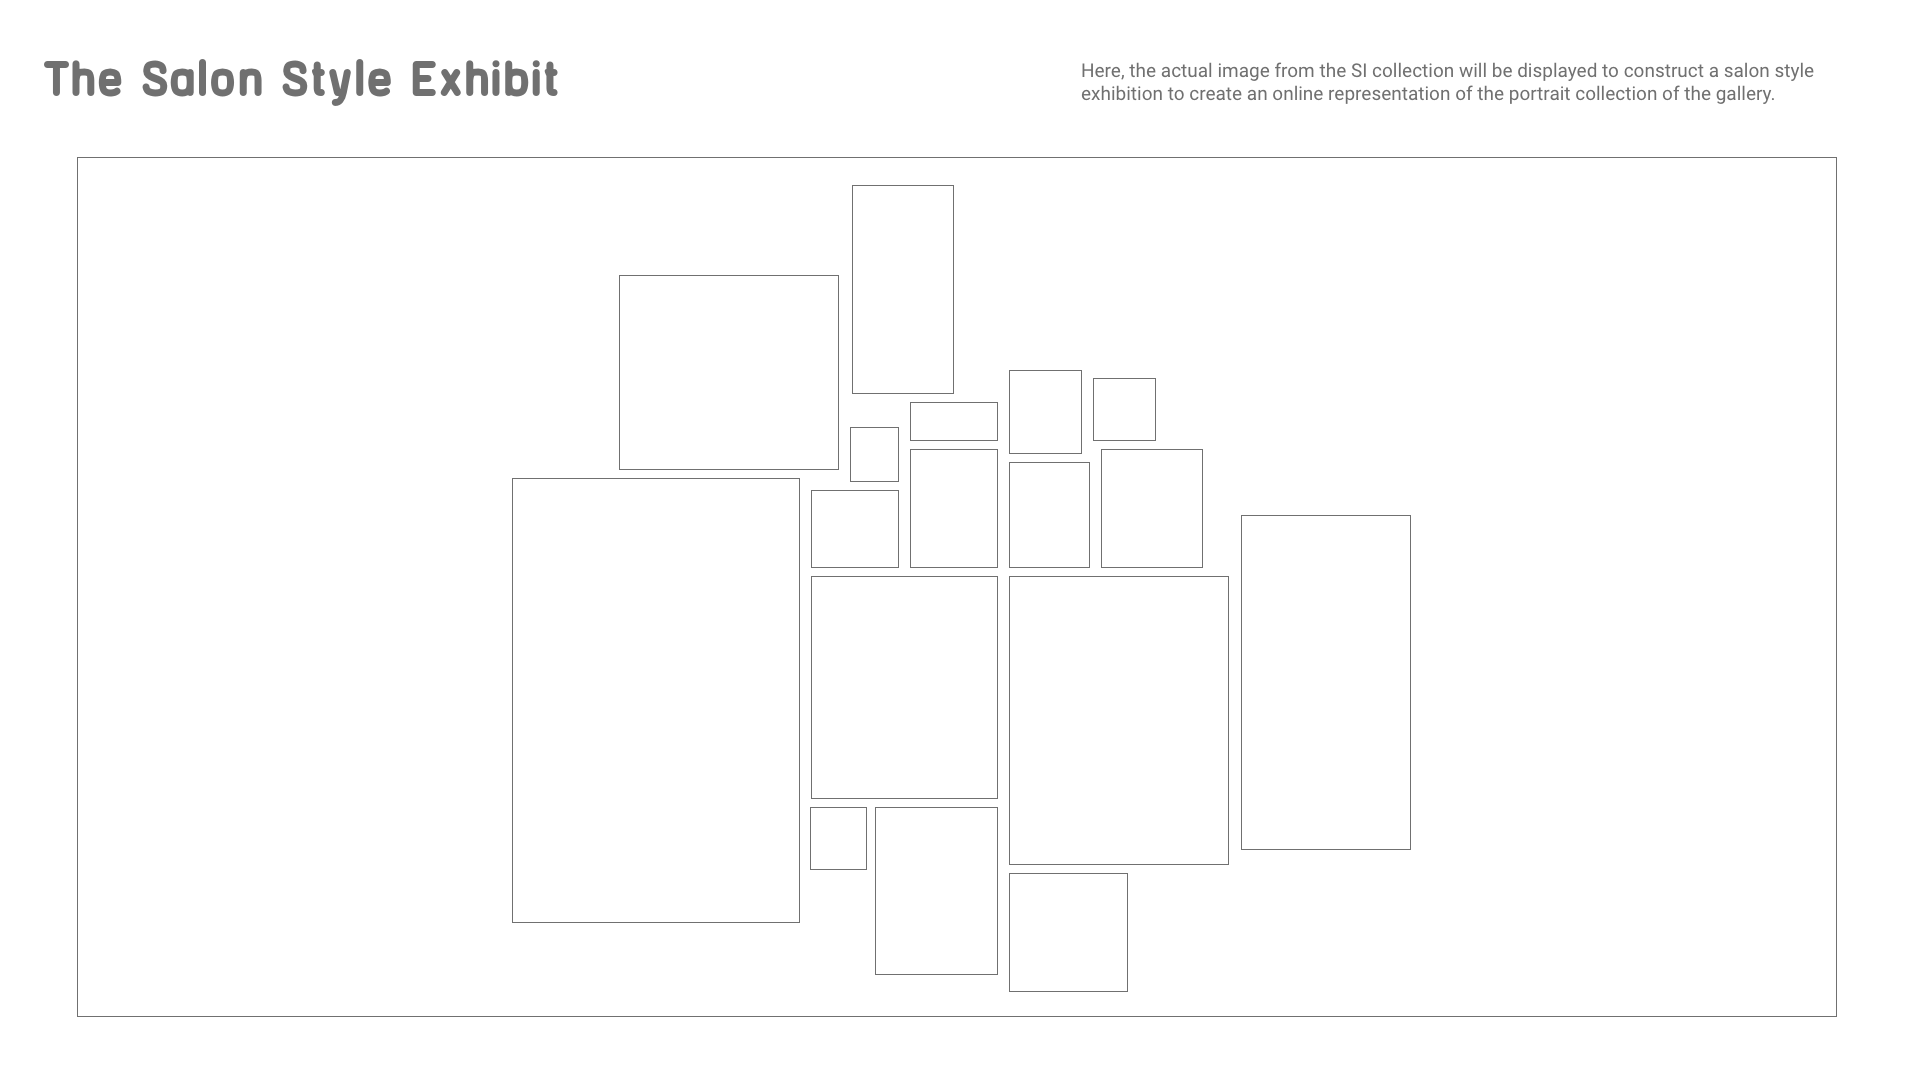 The Salon Style Exhibit
Here, the actual image from the SI collection will be displayed to construct a salon style
exhibition to create an online representation of the portrait collection of the gallery.